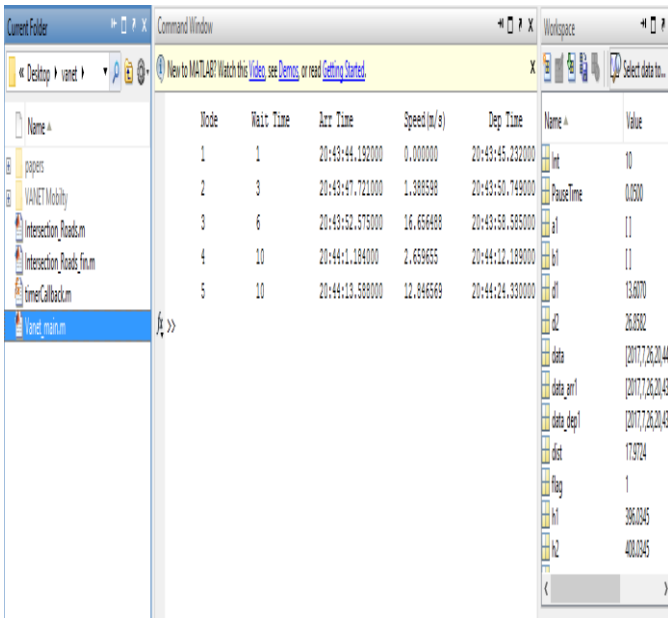 Current Folder
« Desktop ▸ vanet ▸
Name
papers
VANETMobilty
Intersection_Roads.m
Intersection_Roads_fin.m
timerCallback.m
Vanet_main.m
Command Window
New to MATLAB? Watch this Video, see Demos, or read Getting Started.
Node Wait Time Arr Time Speed(m/s) Dep Time
1 1 20:43:44.192000 0.000000 20:43:45.232000
2 3 20:43:47.721000 1.388598 20:43:50.749000
3 6 20:43:52.575000 16.656488 20:43:58.585000
4 10 20:44:1.184000 2.659655 20:44:12.189000
5 10 20:44:13.588000 12.846569 20:44:24.330000
fx >>
Workspace
Select data to...
Name Value
Int 10
PauseTime 0.0500
a1 []
b1 []
d1 13.6070
d2 26.8582
data [2017,7,26,20,44
data_arr1 [2017,7,26,20,43
data_dep1 [2017,7,26,20,43
dist 17.9724
flag 1
h1 396.0345
h2 408.0345